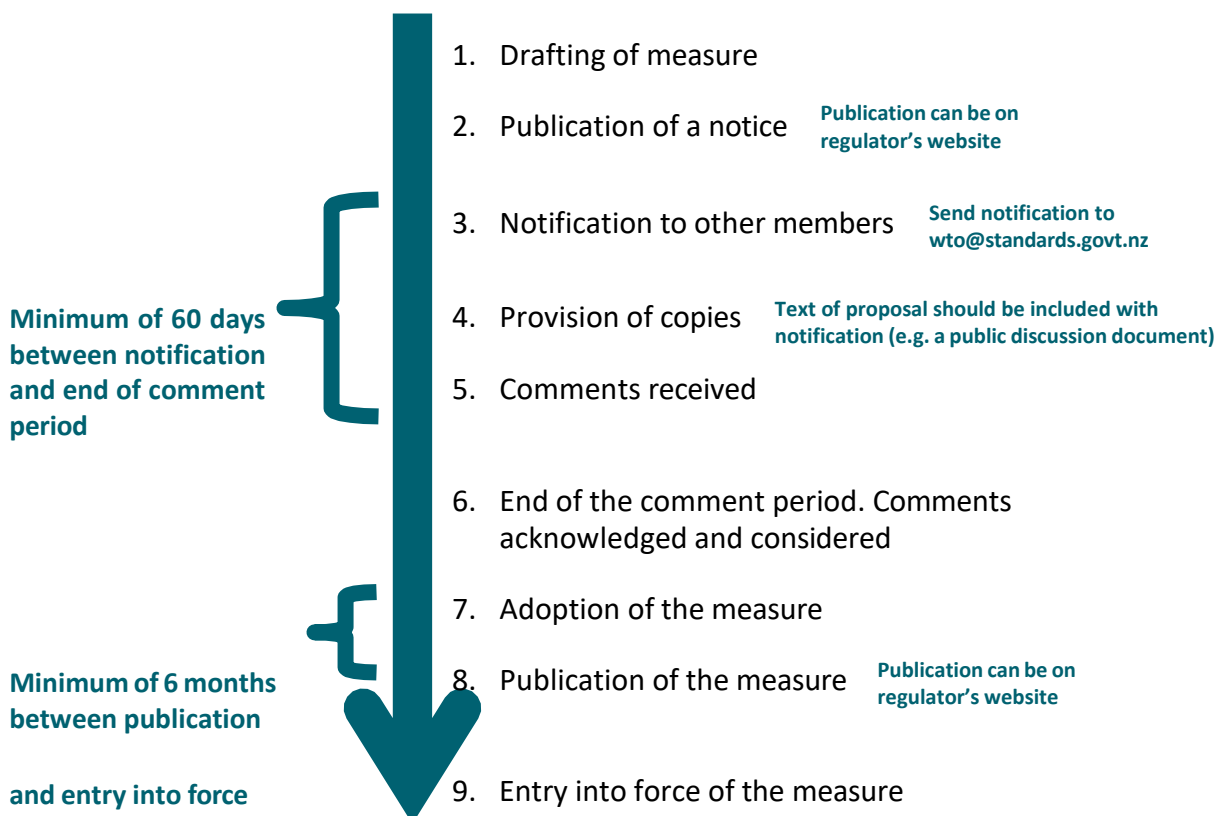 1. Drafting of measure
2. Publication of a notice
Publication can be on
regulator’s website
3. Notification to other members
Send notification to
wto@standards.govt.nz
Minimum of 60 days
between notification
and end of comment
period
4. Provision of copies
Text of proposal should be included with
notification (e.g. a public discussion document)
5. Comments received
6. End of the comment period. Comments
acknowledged and considered
7. Adoption of the measure
Minimum of 6 months
between publication
8. Publication of the measure
Publication can be on
regulator’s website
and entry into force
9. Entry into force of the measure